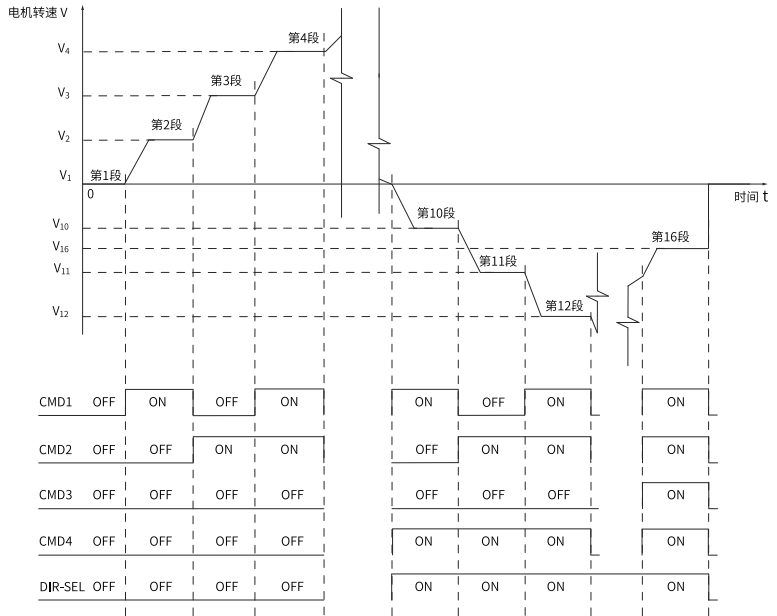 电机转速 V
V4
第4段
V3
第3段
V2
第2段
V1
第1段
0
时间 t
V10
第10段
V16
第16段
V11
第11段
V12
第12段
CMD1 OFF ON OFF ON ON OFF ON ON
CMD2 OFF OFF ON ON OFF ON ON ON
CMD3 OFF OFF OFF OFF OFF OFF OFF ON
CMD4 OFF OFF OFF OFF ON ON ON ON
DIR-SEL OFF OFF OFF OFF ON ON ON ON